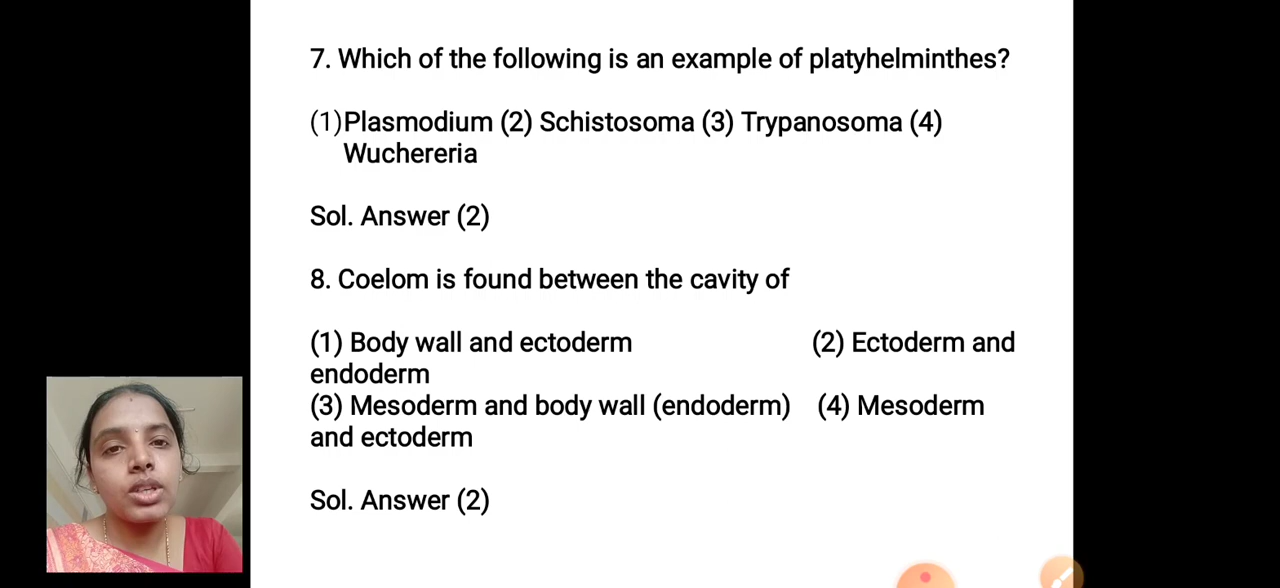 7. Which of the following is an example of platyhelminthes?
(1)Plasmodium (2) Schistosoma (3) Trypanosoma (4)
Wuchereria
Sol. Answer (2)
8. Coelom is found between the cavity of
(1) Body wall and ectoderm (2) Ectoderm and
endoderm
(3) Mesoderm and body wall (endoderm) (4) Mesoderm
and ectoderm
Sol. Answer (2)